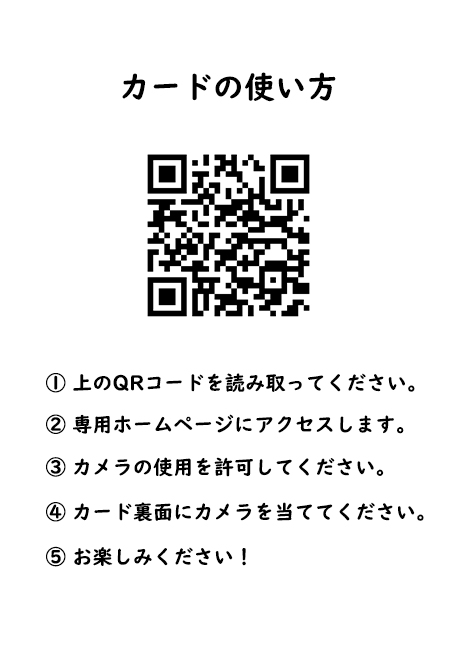 カードの使い方
① 上のQRコードを読み取ってください。
② 専用ホームページにアクセスします。
③ カメラの使用を許可してください。
④ カード裏面にカメラを当ててください。
⑤ お楽しみください！